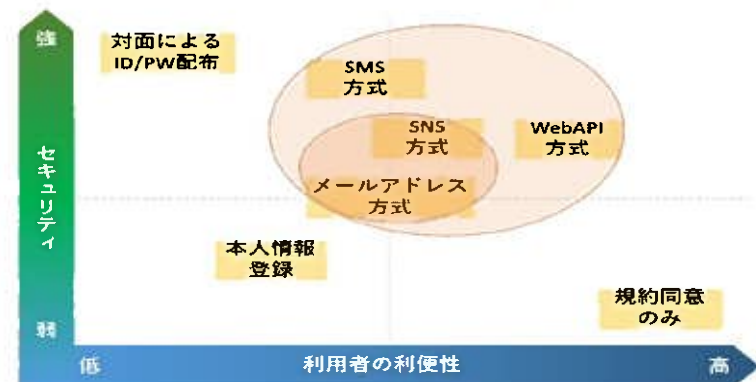 強
対面による
ID/PW配布
SMS
方式
SNS
方式
WebAPI
方式
セキュリティ
メールアドレス
方式
本人情報
登録
規約同意
のみ
弱
低
利用者の利便性
高